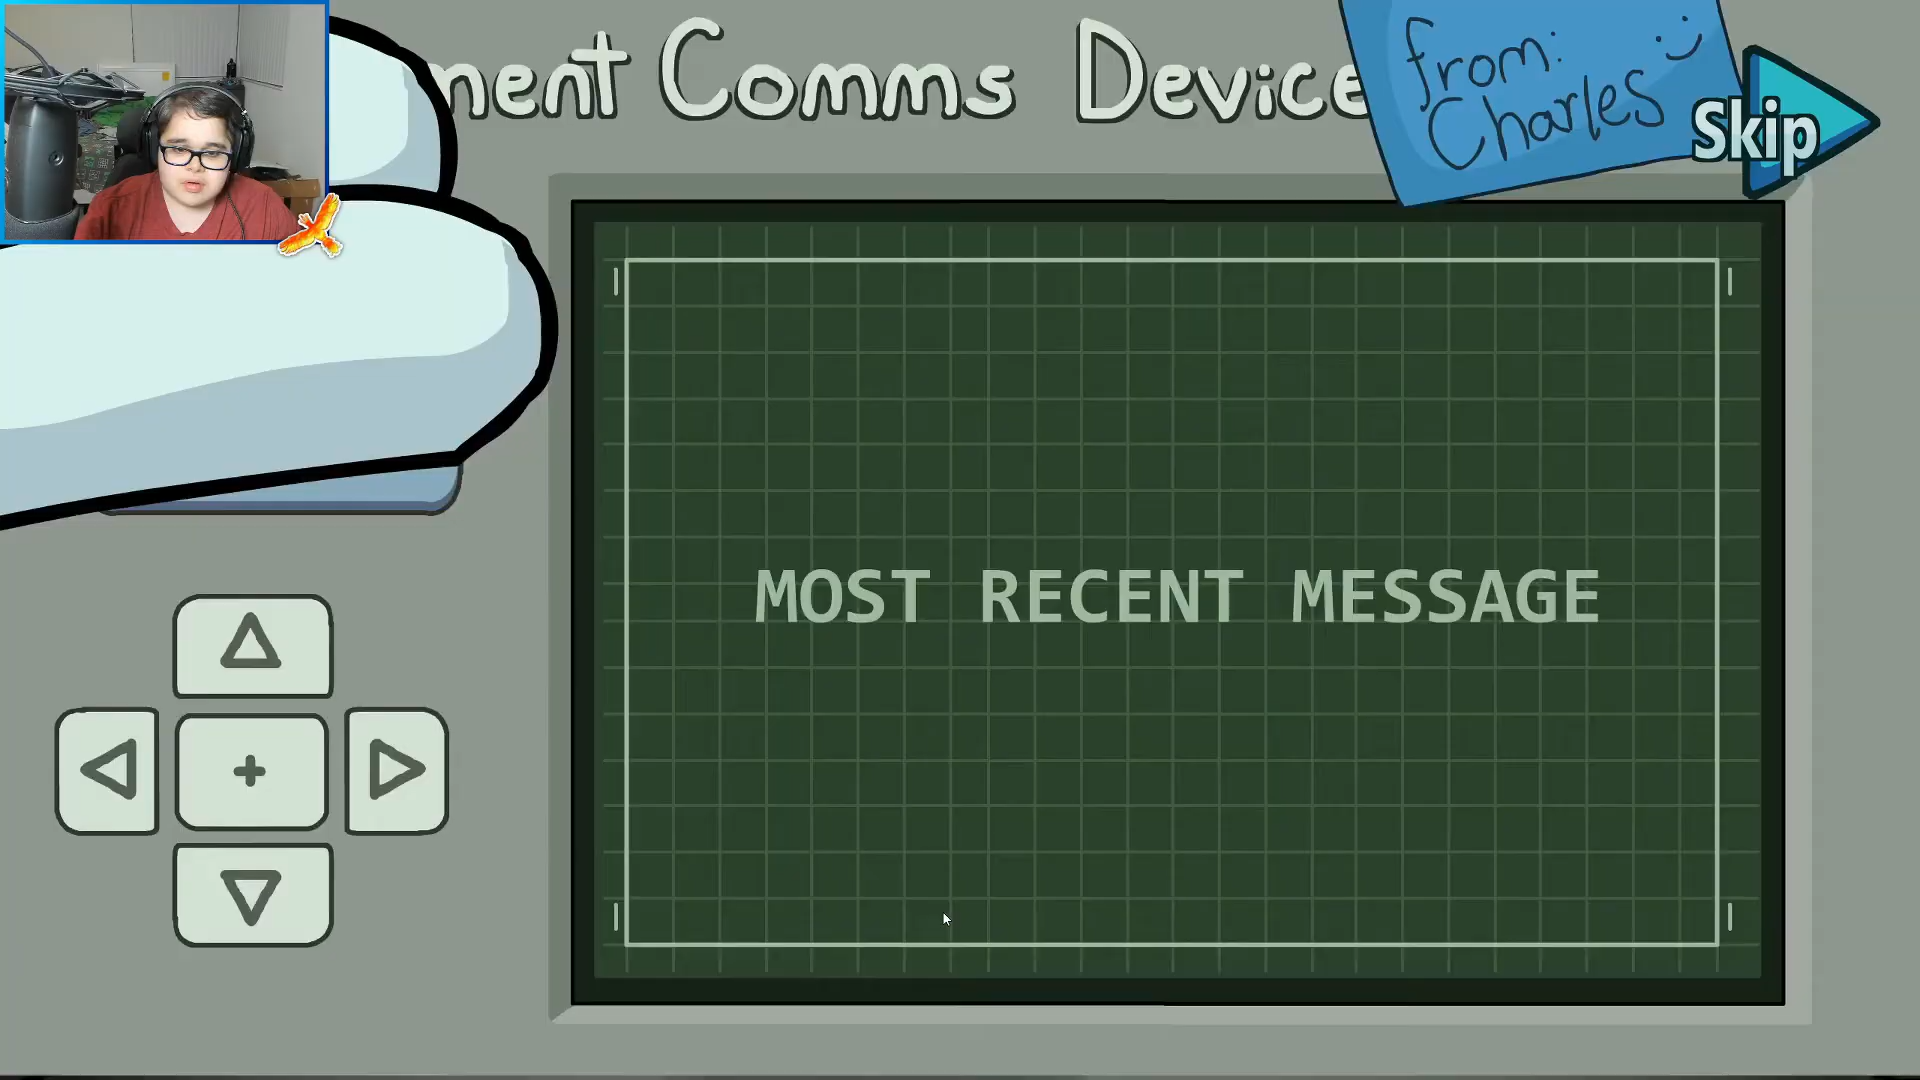 ment Comms Device
from:
Charles
Skip
MOST RECENT MESSAGE